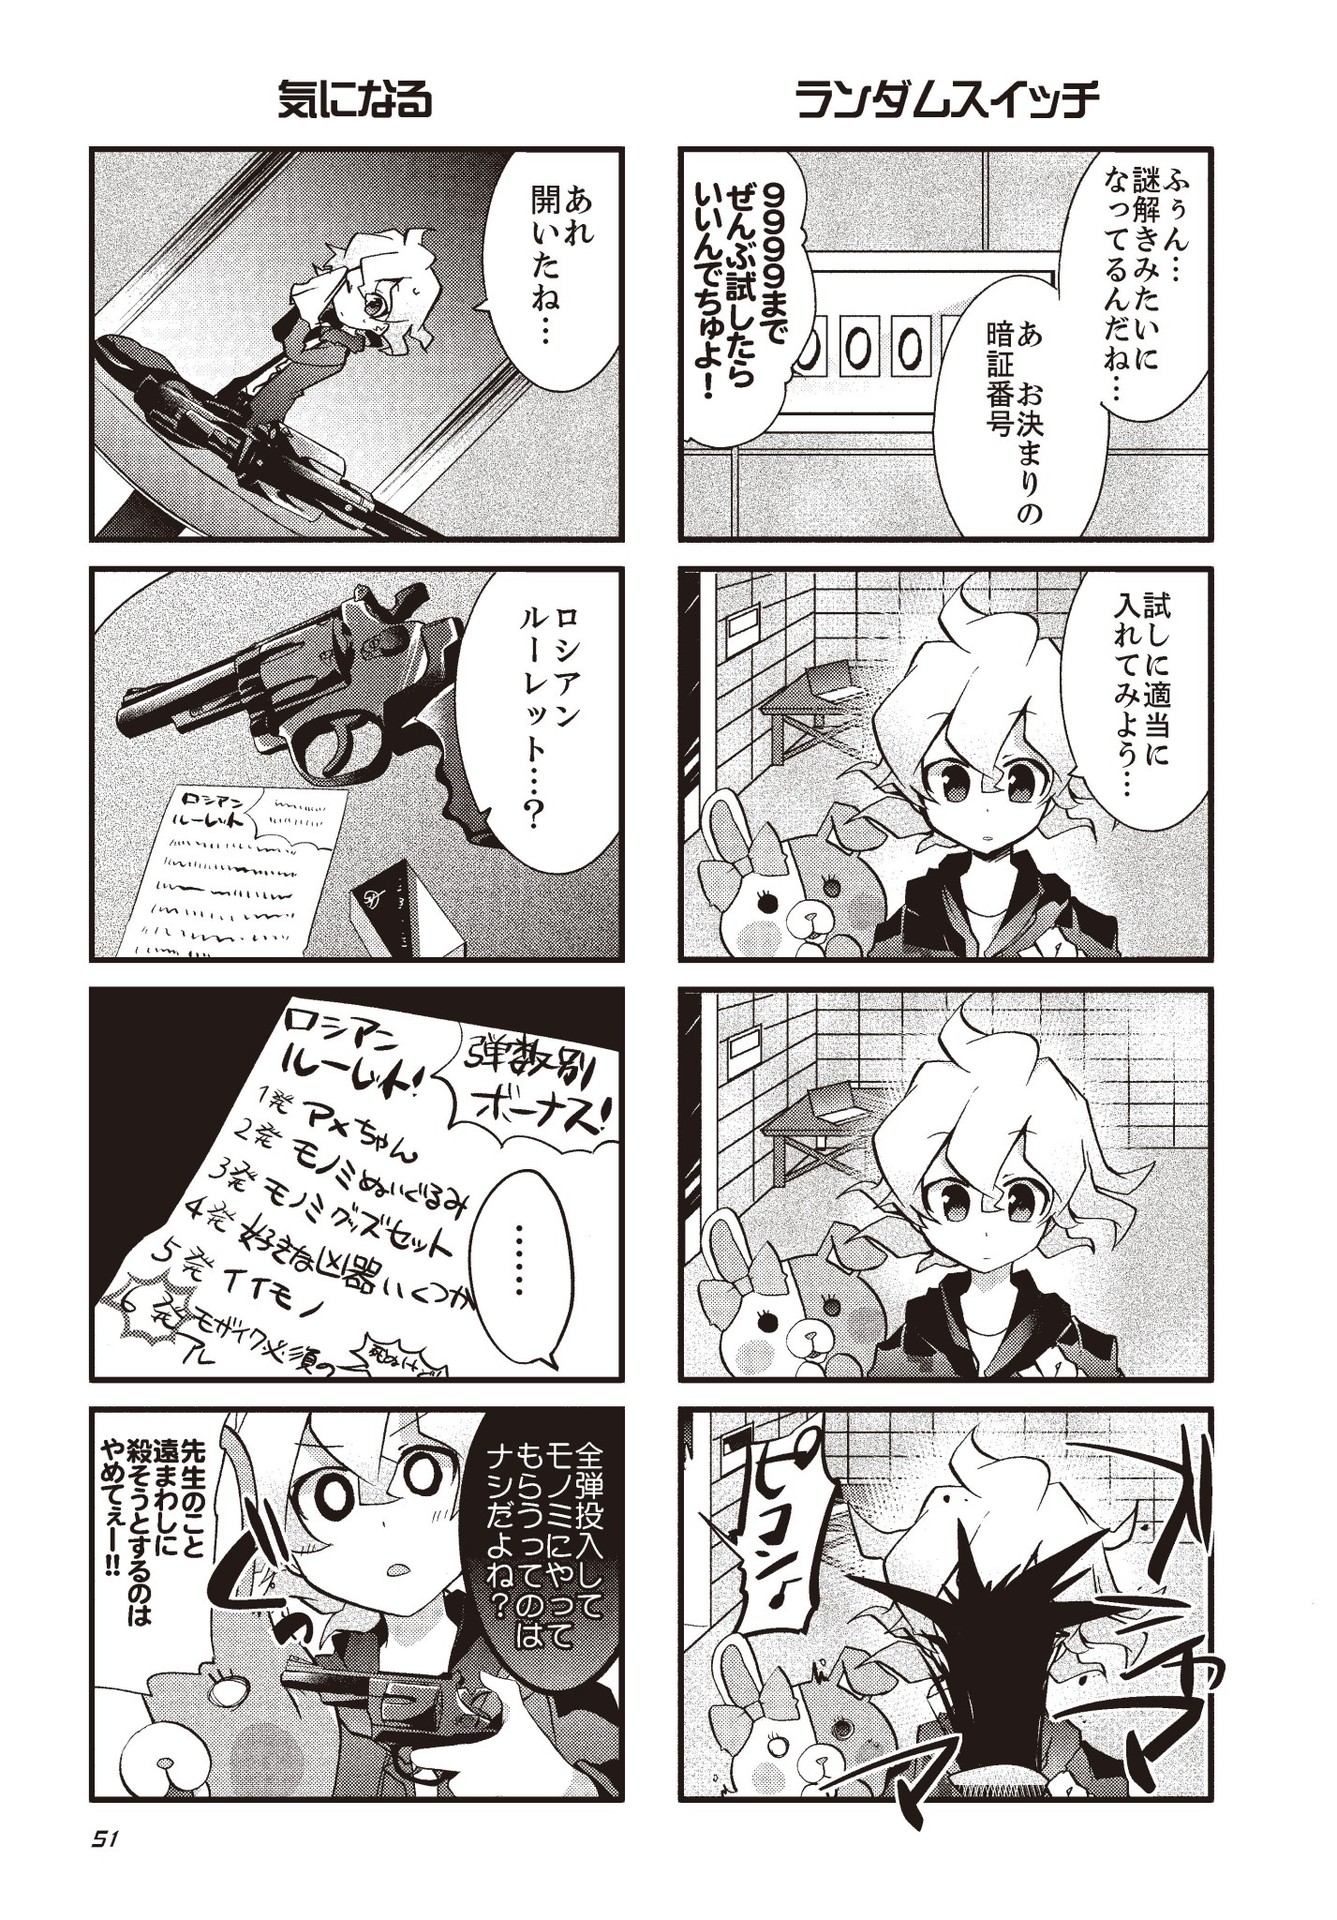 ランダムスイッチ
ふぅん…
謎解きみたいに
なってるんだね…
あ お決まりの
暗証番号
9999まで
ぜんぶ試したら
いいんでちゅよ!
0
0
0
試しに適当に
入れてみよう…
ピコン♪
51
気になる
あれ
開いたね…
ロシアン
ルーレット…?
ロシアン
ルーレット
ロシアン
ルーレット!
弾数別
ボーナス!
1発 アメちゃん
2発 モノミぬいぐるみ
3発 モノミグッズセット
4発 好きな凶器いくつか
5発 イイモノ
6発 モザイク必須の
アレ
死ぬけど
……
全弾投入して
モノミにやって
もらうってのは
ナシだよね?
先生のこと
遠まわしに
殺そうとするのは
やめてぇー!!